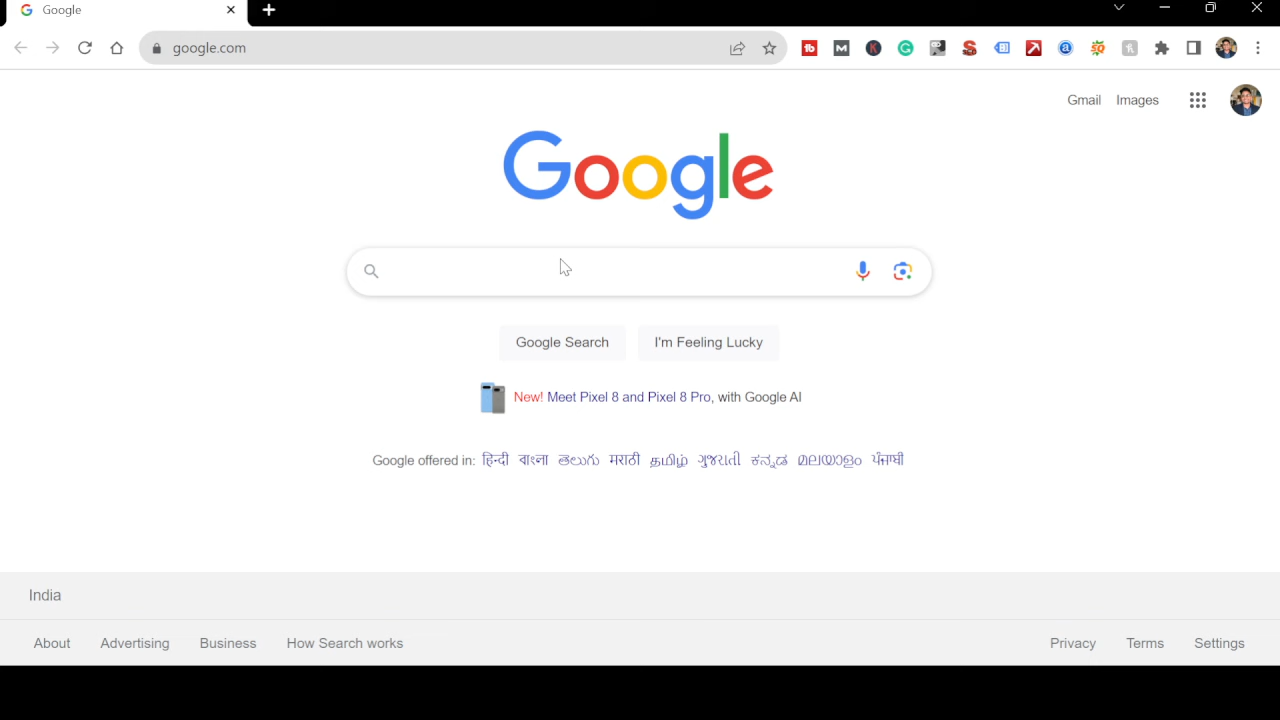 Google
google.com
Gmail Images
Google
Google Search I'm Feeling Lucky
New! Meet Pixel 8 and Pixel 8 Pro, with Google AI
Google offered in: हिन्दी বাংলা తెలుగు मराठी தமிழ் ગુજરાતી ಕನ್ನಡ മലയാളം ਪੰਜਾਬੀ
India
About Advertising Business How Search works Privacy Terms Settings